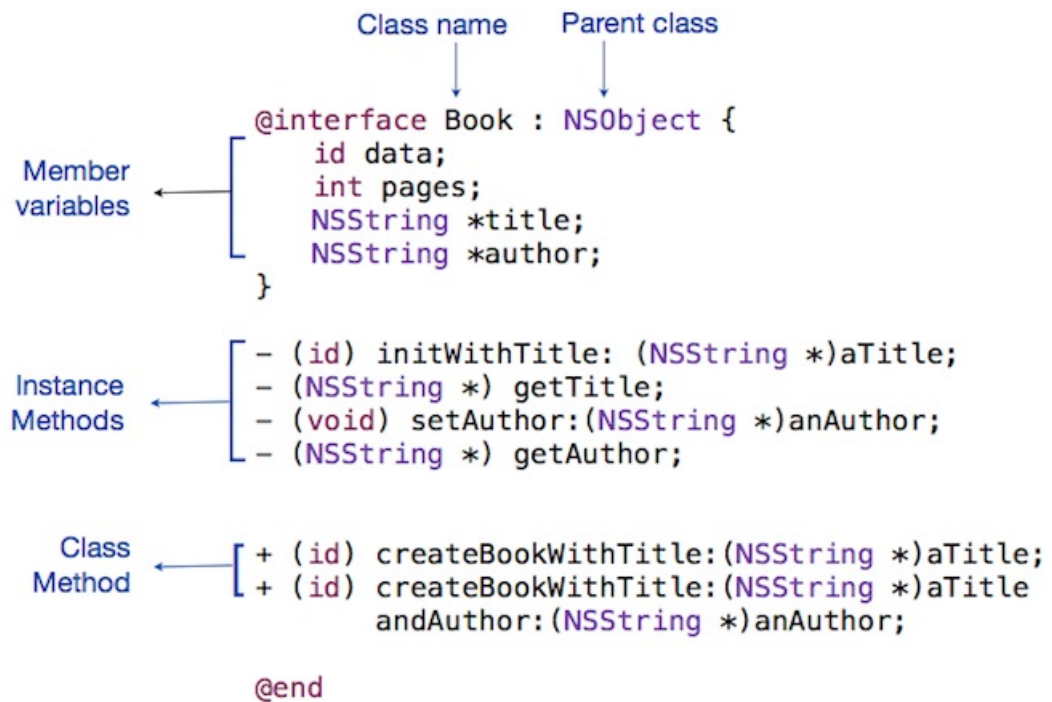 Class name Parent class
@interface Book : NSObject {
Member
variables
id data;
int pages;
NSString *title;
NSString *author;
}
Instance
Methods
- (id) initWithTitle: (NSString *)aTitle;
- (NSString *) getTitle;
- (void) setAuthor:(NSString *)anAuthor;
- (NSString *) getAuthor;
Class
Method
+ (id) createBookWithTitle:(NSString *)aTitle;
+ (id) createBookWithTitle:(NSString *)aTitle
andAuthor:(NSString *)anAuthor;
@end